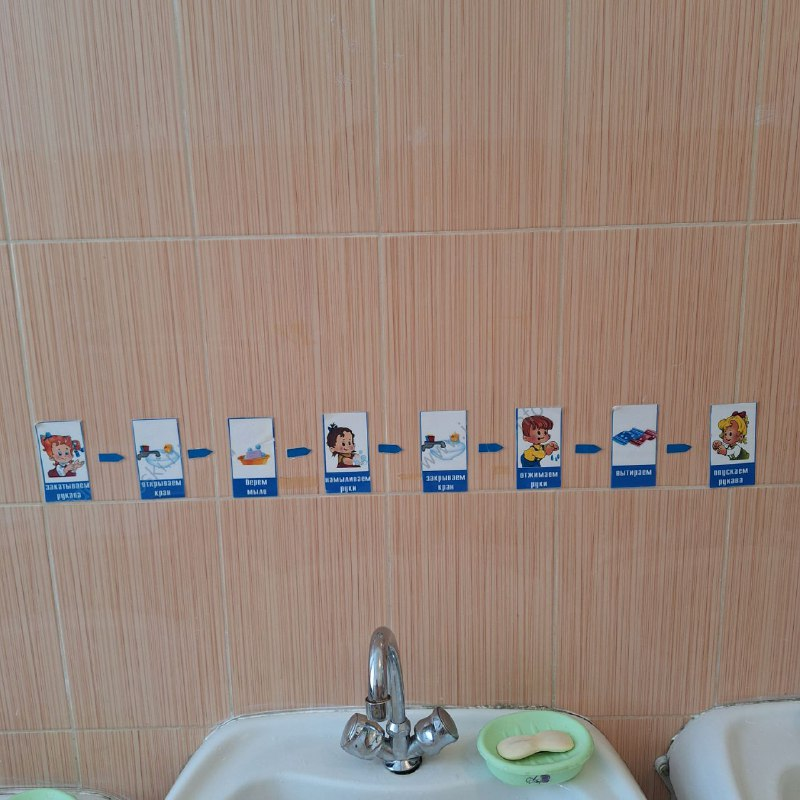 закатываем
рукава
открываем
кран
берем
мыло
намыливаем
руки
закрываем
кран
отжимаем
руки
вытираем
опускаем
рукава